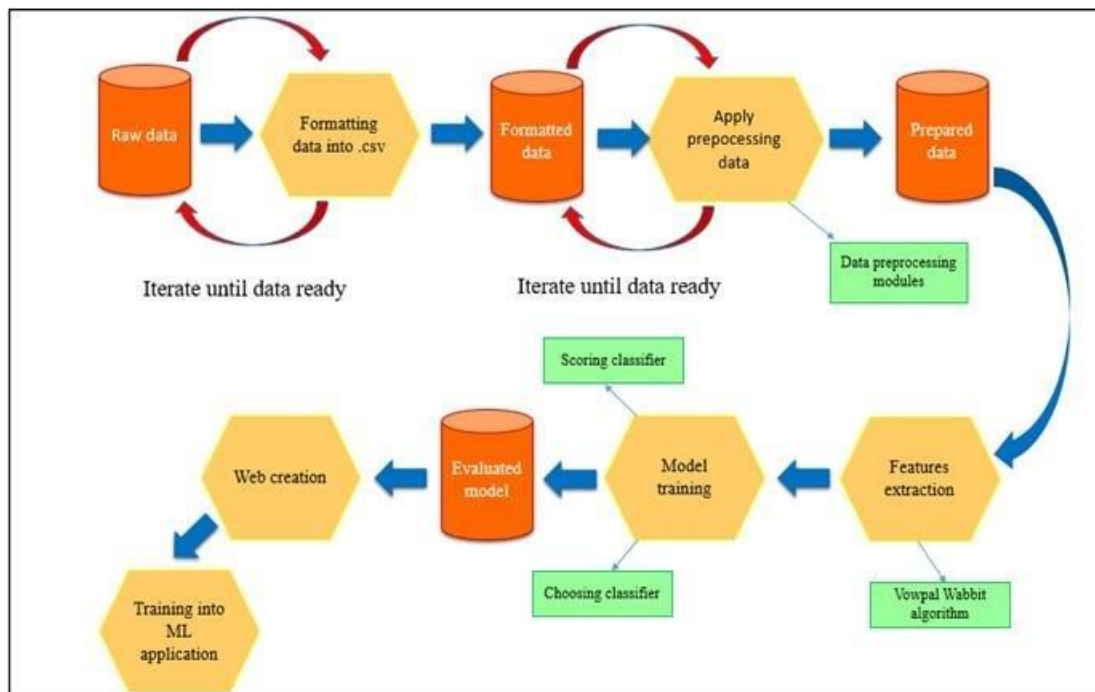 Raw data
Formatting
data into .csv
Formatted
data
Apply
prepocessing
data
Prepared
data
Iterate until data ready
Iterate until data ready
Data preprocessing
modules
Scoring classifier
Web creation
Evaluated
model
Model
training
Features
extraction
Choosing classifier
Vowpal Wabbit
algorithm
Training into
ML
application